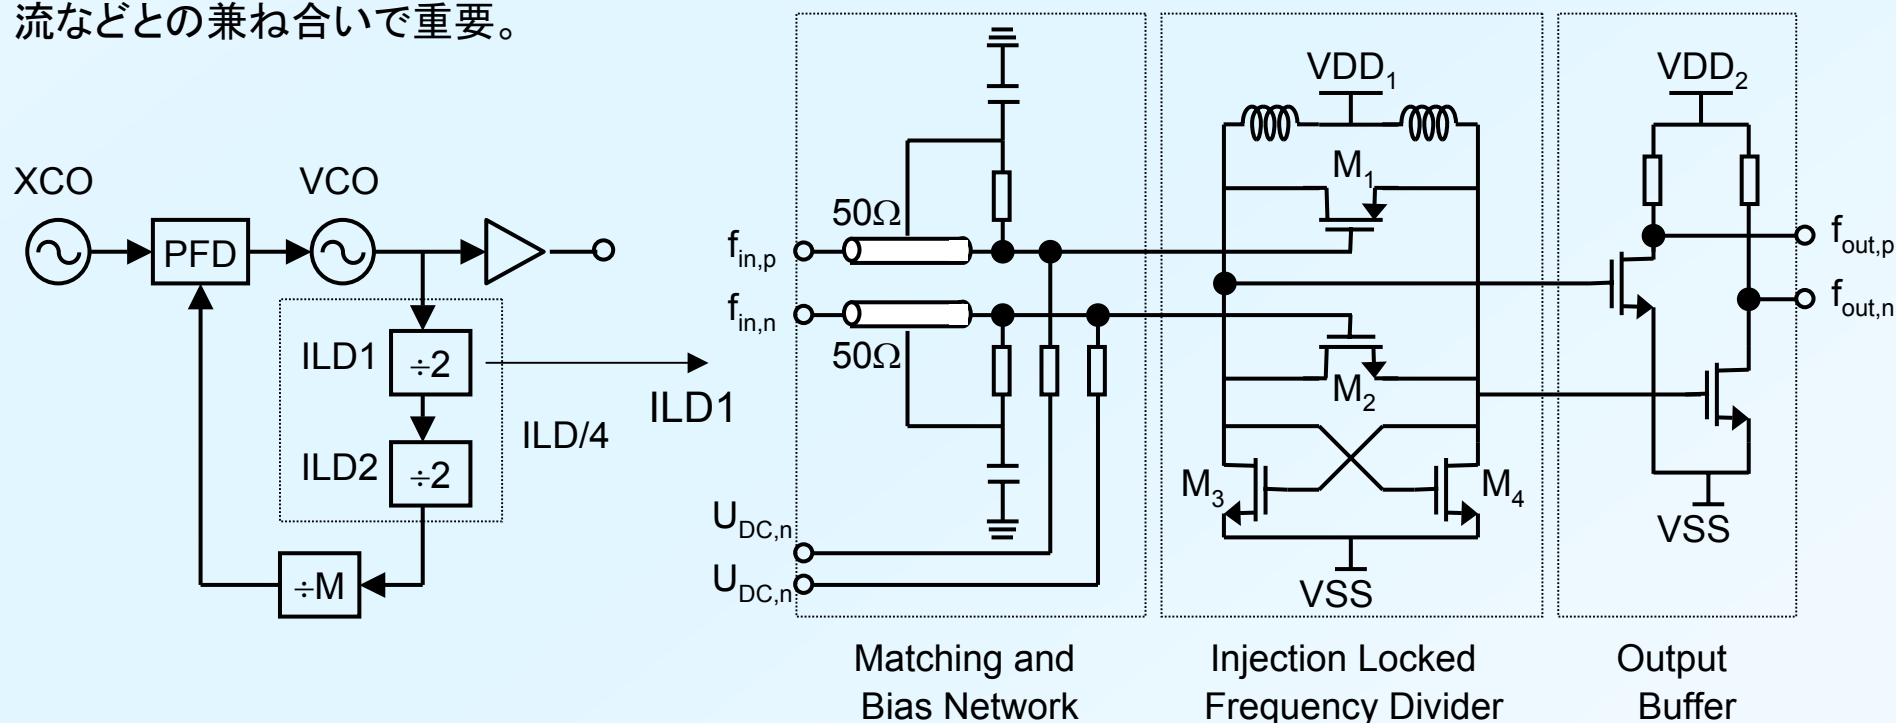 流などとの兼ね合いで重要。
XCO
VCO
PFD
ILD1
÷2
ILD2
÷2
ILD/4
ILD1
÷M
50Ω
f_in,p
f_in,n
50Ω
U_DC,n
U_DC,n
Matching and
Bias Network
VDD_1
M_1
M_2
M_3
M_4
VSS
Injection Locked
Frequency Divider
VDD_2
f_out,p
f_out,n
VSS
Output
Buffer